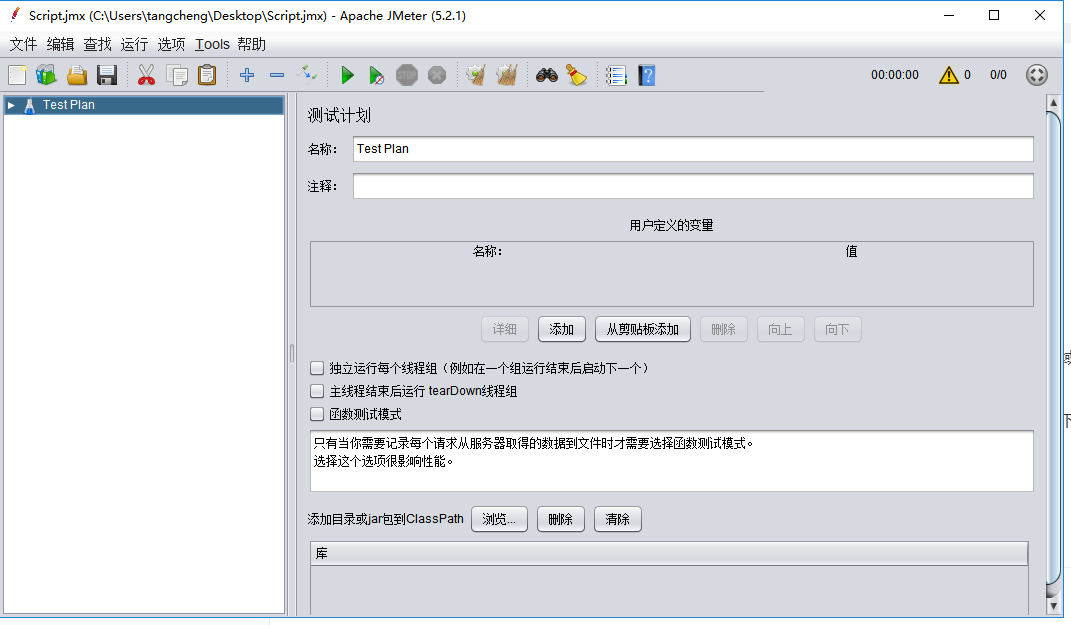 Script.jmx (C:\Users\tangcheng\Desktop\Script.jmx) - Apache JMeter (5.2.1)
文件 编辑 查找 运行 选项 Tools 帮助
STOP 00:00:00 0 0/0
Test Plan
测试计划
名称： Test Plan
注释：
用户定义的变量
名称： 值
详细 添加 从剪贴板添加 删除 向上 向下
独立运行每个线程组（例如在一个组运行结束后启动下一个）
主线程结束后运行 tearDown线程组
函数测试模式
只有当你需要记录每个请求从服务器取得的数据到文件时才需要选择函数测试模式。
选择这个选项很影响性能。
添加目录或jar包到ClassPath 浏览... 删除 清除
库